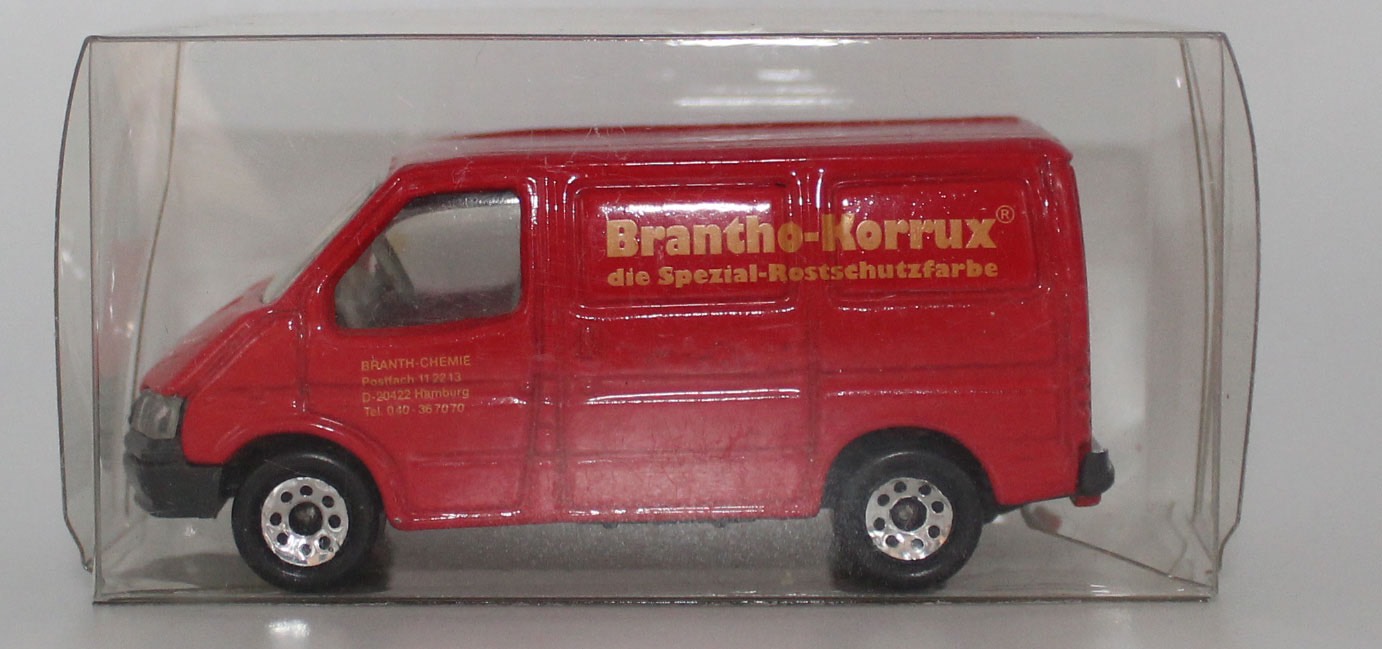 Brantho-Korrux®
die Spezial-Rostschutzfarbe
BRANTH-CHEMIE
Postfach 11 22 13
D-20422 Hamburg
Tel. 040 - 36 70 70